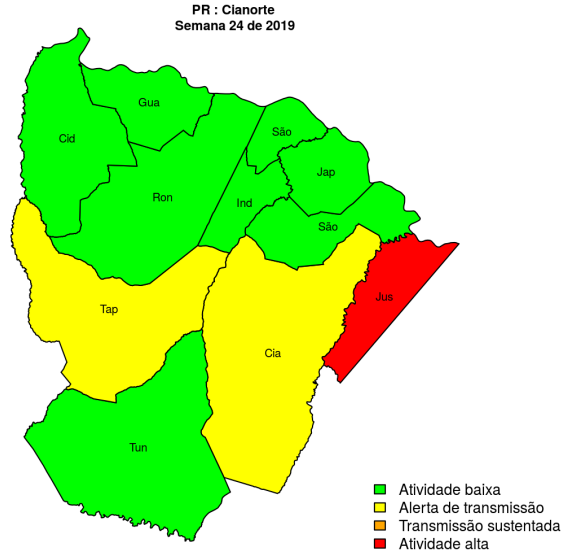 PR : Cianorte
Semana 24 de 2019
Gua
São
Cid
Jap
Ron
Ind
São
Jus
Tap
Cia
Tun
Atividade baixa
Alerta de transmissão
Transmissão sustentada
Atividade alta